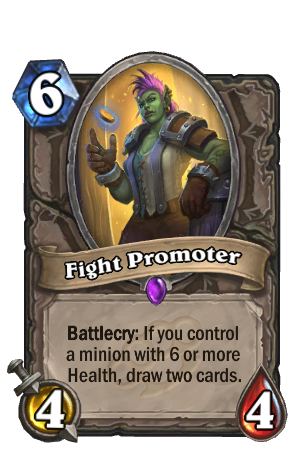 6
Fight Promoter
Battlecry: If you control
a minion with 6 or more
Health, draw two cards.
4
4